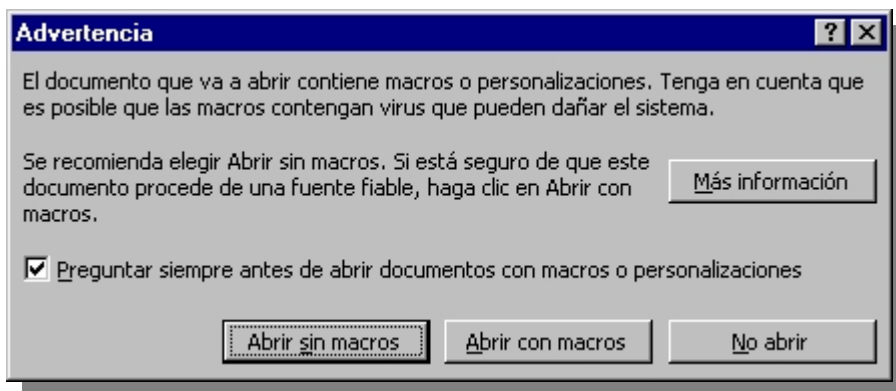 Advertencia
El documento que va a abrir contiene macros o personalizaciones. Tenga en cuenta que
es posible que las macros contengan virus que pueden dañar el sistema.
Se recomienda elegir Abrir sin macros. Si está seguro de que este
documento procede de una fuente fiable, haga clic en Abrir con
macros.
Más información
Preguntar siempre antes de abrir documentos con macros o personalizaciones
Abrir sin macros
Abrir con macros
No abrir